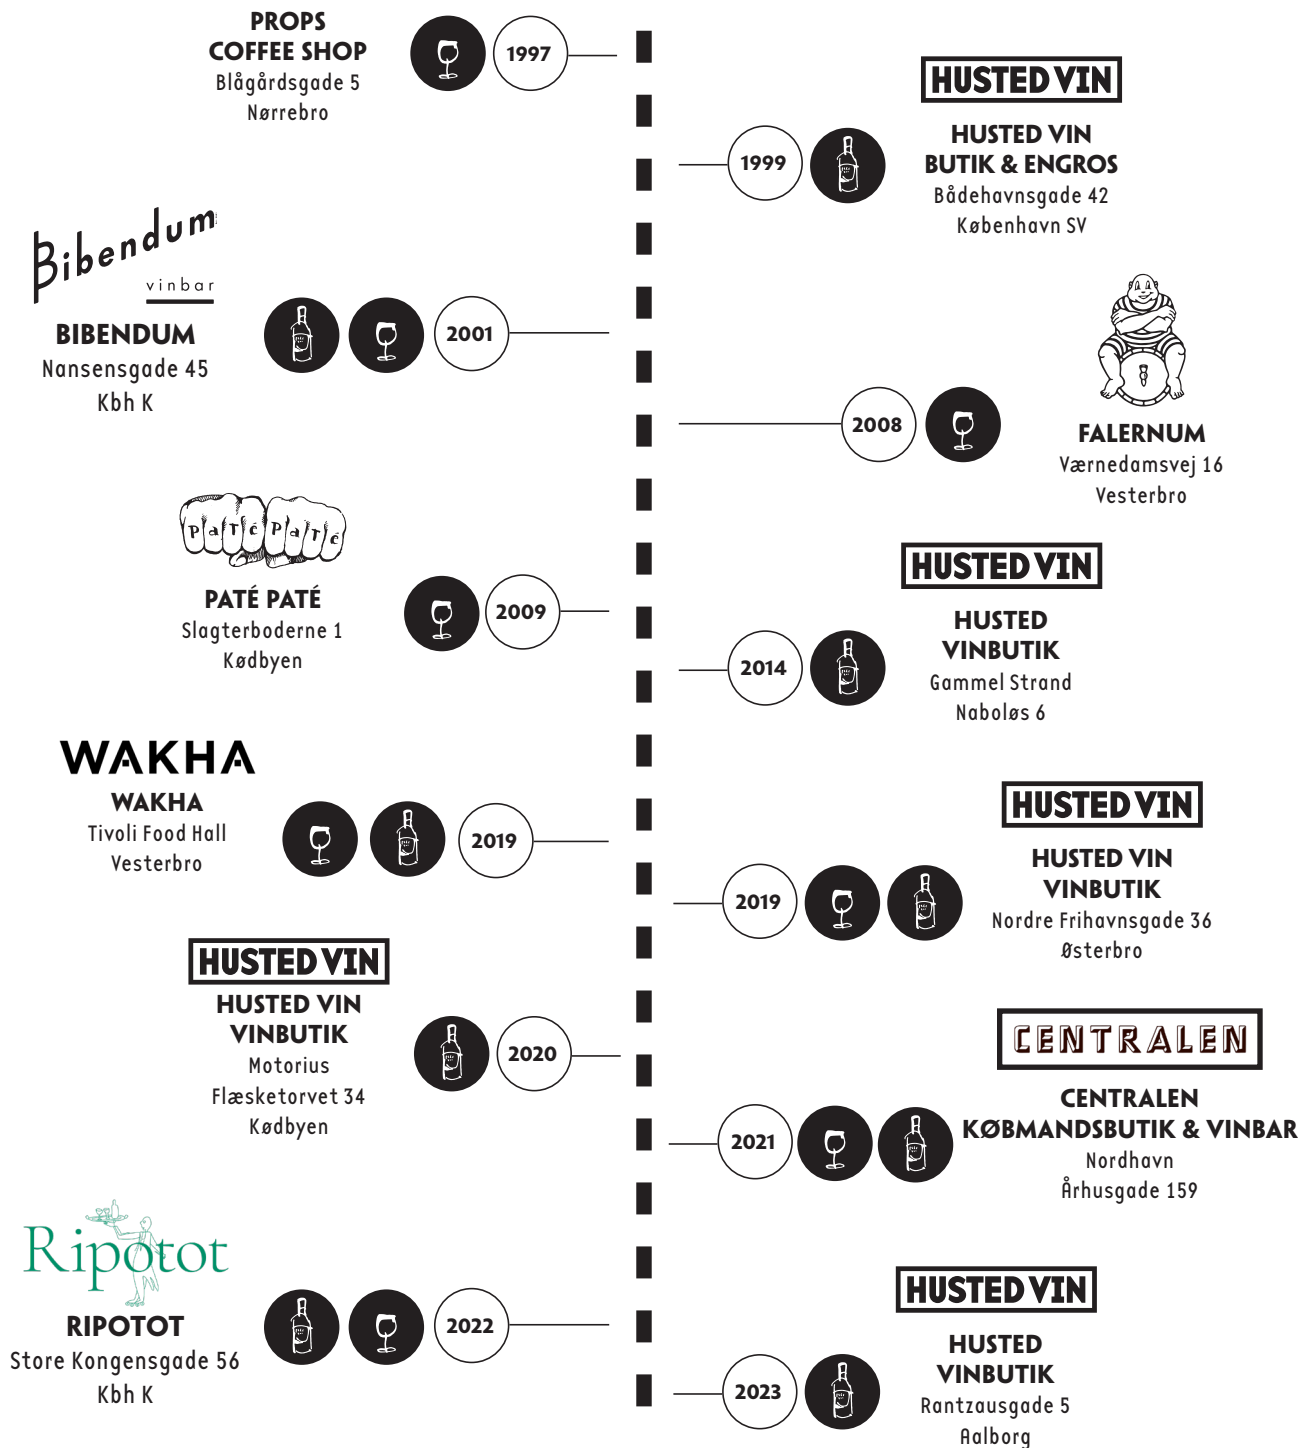 PROPS
COFFEE SHOP
Blågårdsgade 5
Nørrebro
1997
HUSTED VIN
1999
HUSTED VIN
BUTIK & ENGROS
Bådehavnsgade 42
København SV
Bibendum
vinbar
BIBENDUM
Nansensgade 45
Kbh K
2001
2008
FALERNUM
Værnedamsvej 16
Vesterbro
PaTé PaTé
PATÉ PATÉ
Slagterboderne 1
Kødbyen
2009
HUSTED VIN
2014
HUSTED
VINBUTIK
Gammel Strand
Naboløs 6
WAKHA
WAKHA
Tivoli Food Hall
Vesterbro
2019
HUSTED VIN
2019
HUSTED VIN
VINBUTIK
Nordre Frihavnsgade 36
Østerbro
HUSTED VIN
HUSTED VIN
VINBUTIK
Motorius
Flæsketorvet 34
Kødbyen
2020
CENTRALEN
2021
CENTRALEN
KØBMANDSBUTIK & VINBAR
Nordhavn
Århusgade 159
Ripotot
RIPOTOT
Store Kongensgade 56
Kbh K
2022
HUSTED VIN
2023
HUSTED
VINBUTIK
Rantzausgade 5
Aalborg